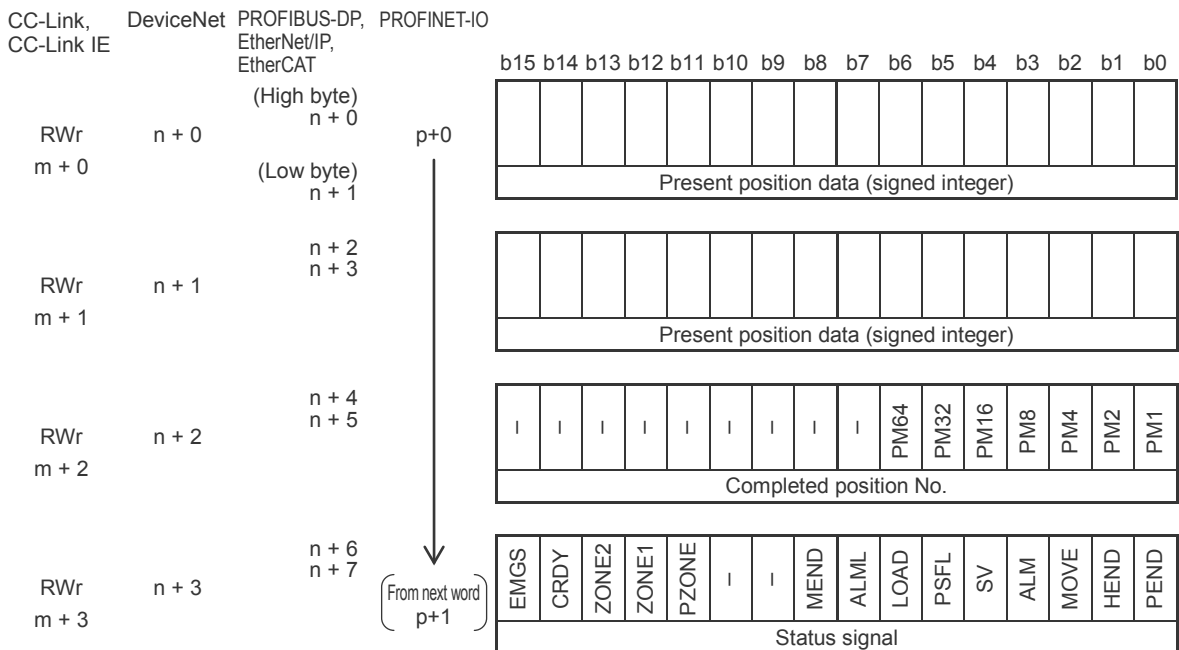 CC-Link,
CC-Link IE
DeviceNet
PROFIBUS-DP,
EtherNet/IP,
EtherCAT
PROFINET-IO
b15 b14 b13 b12 b11 b10 b9 b8 b7 b6 b5 b4 b3 b2 b1 b0
RWr
m + 0
n + 0
(High byte)
n + 0
(Low byte)
n + 1
p+0
Present position data (signed integer)
RWr
m + 1
n + 1
n + 2
n + 3
Present position data (signed integer)
RWr
m + 2
n + 2
n + 4
n + 5
– – – – – – – – – PM64 PM32 PM16 PM8 PM4 PM2 PM1
Completed position No.
RWr
m + 3
n + 3
n + 6
n + 7
From next word
p+1
EMGS CRDY ZONE2 ZONE1 PZONE – – MEND ALML LOAD PSFL SV ALM MOVE HEND PEND
Status signal